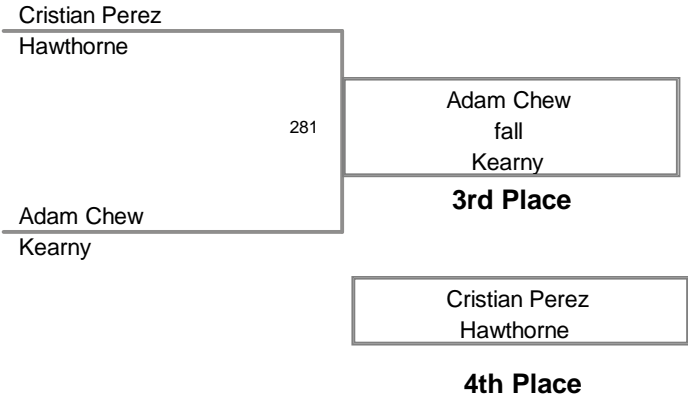 Cristian Perez
Hawthorne
281
Adam Chew
fall
Kearny
3rd Place
Adam Chew
Kearny
Cristian Perez
Hawthorne
4th Place